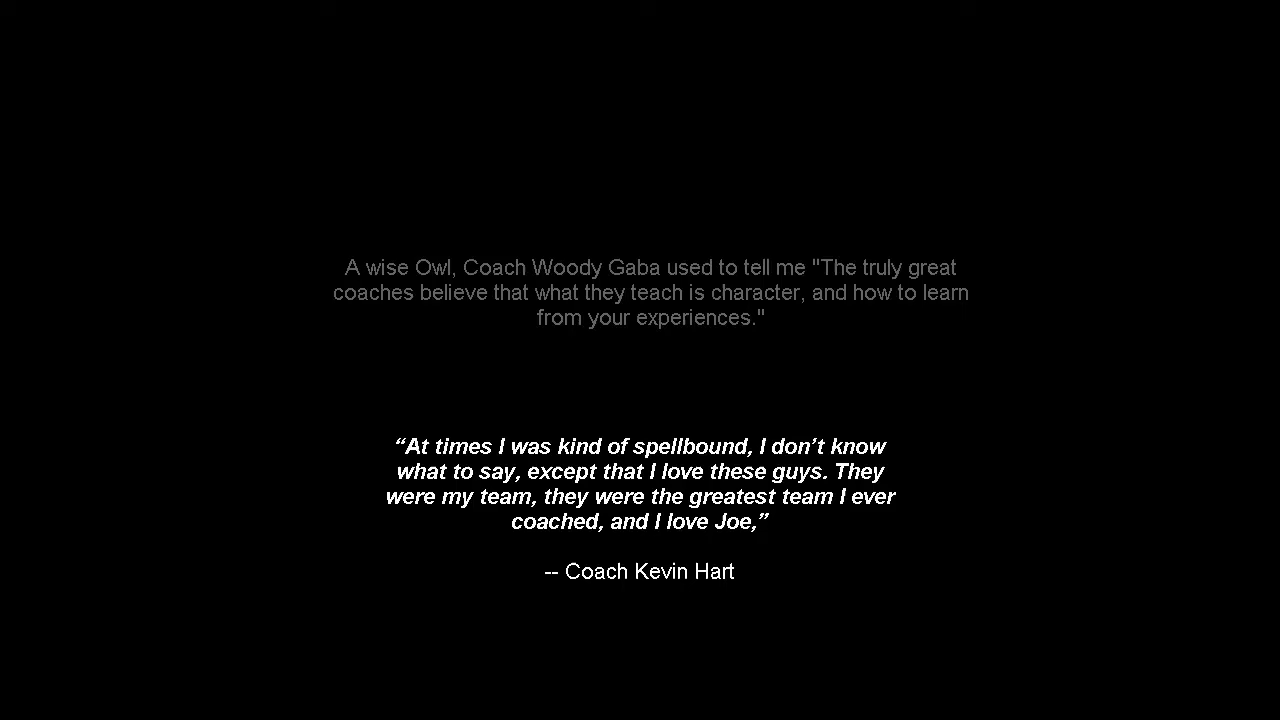 A wise Owl, Coach Woody Gaba used to tell me "The truly great
coaches believe that what they teach is character, and how to learn
from your experiences."
“At times I was kind of spellbound, I don’t know
what to say, except that I love these guys. They
were my team, they were the greatest team I ever
coached, and I love Joe,”
-- Coach Kevin Hart